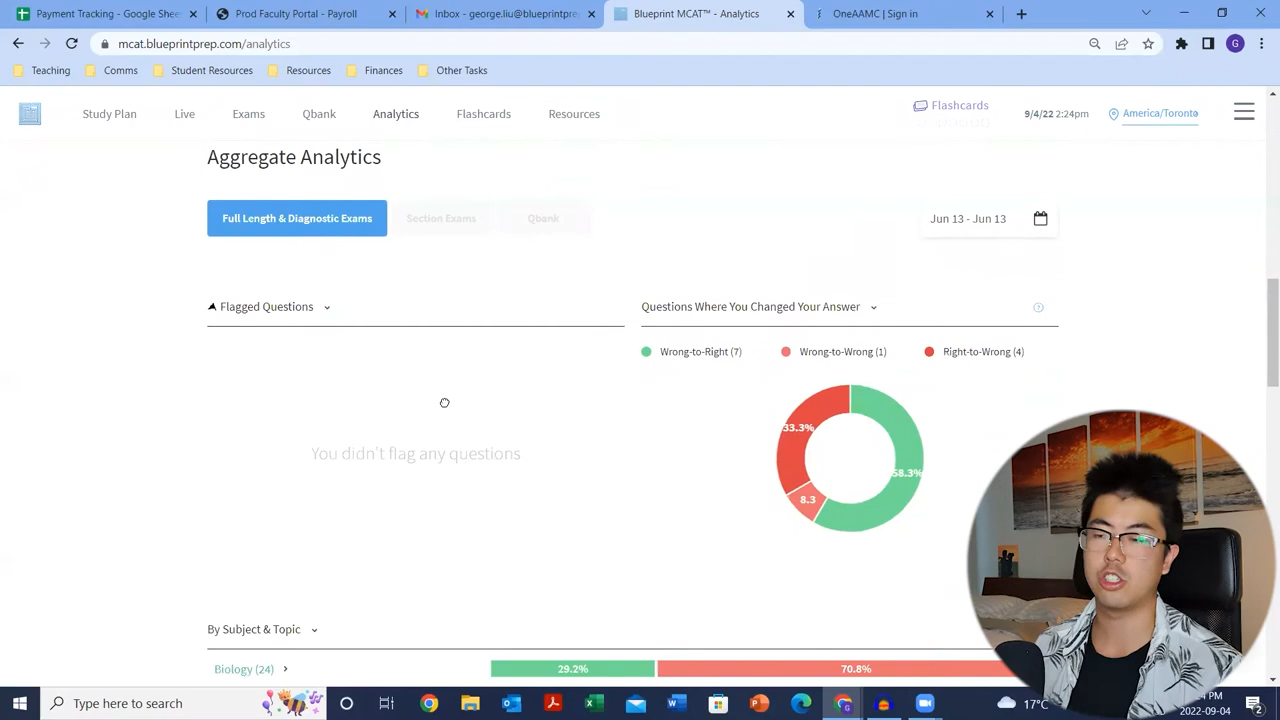 Payment Tracking - Google Shee
Prod Faculty Portal - Payroll
Inbox - george.liu@blueprintpre
Blueprint MCAT™ - Analytics
OneAAMC | Sign in
mcat.blueprintprep.com/analytics
G
Teaching
Comms
Student Resources
Resources
Finances
Other Tasks
Study Plan
Live
Exams
Qbank
Analytics
Flashcards
Resources
Flashcards
9/4/22 2:24pm
America/Toronto
Aggregate Analytics
Full Length & Diagnostic Exams
Section Exams
Qbank
Jun 13 - Jun 13
Flagged Questions
Questions Where You Changed Your Answer
?
Wrong-to-Right (7)
Wrong-to-Wrong (1)
Right-to-Wrong (4)
33.3%
58.3%
8.3
You didn't flag any questions
By Subject & Topic
Biology (24)
29.2%
70.8%
Type here to search
17°C
PM
2022-09-04
2